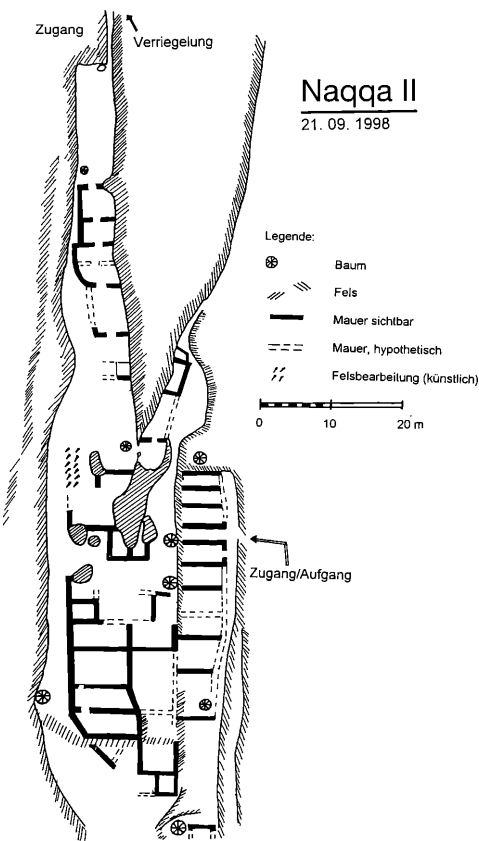 Zugang
Verriegelung
Naqqa II
21. 09. 1998
Legende:
Baum
Fels
Mauer sichtbar
Mauer, hypothetisch
Felsbearbeitung (künstlich)
0 10 20 m
Zugang/Aufgang